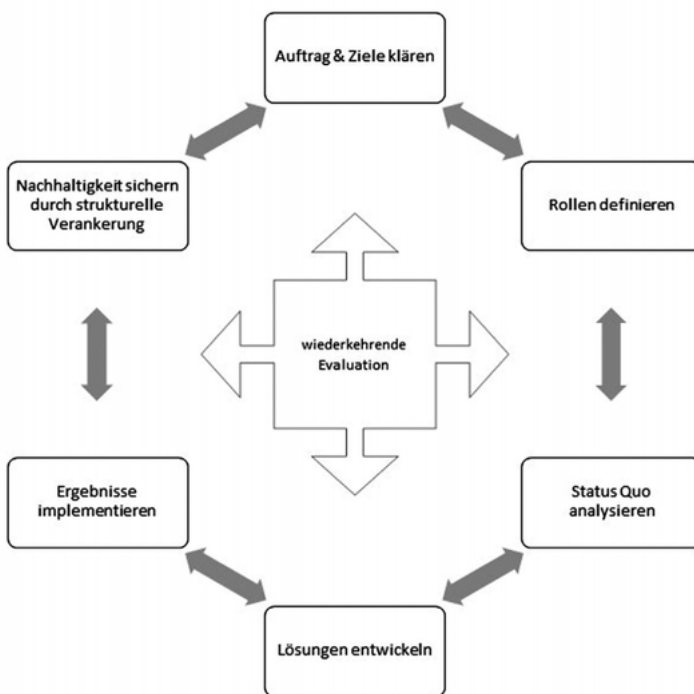 Auftrag & Ziele klären
Nachhaltigkeit sichern
durch strukturelle
Verankerung
Rollen definieren
wiederkehrende
Evaluation
Ergebnisse
implementieren
Status Quo
analysieren
Lösungen entwickeln